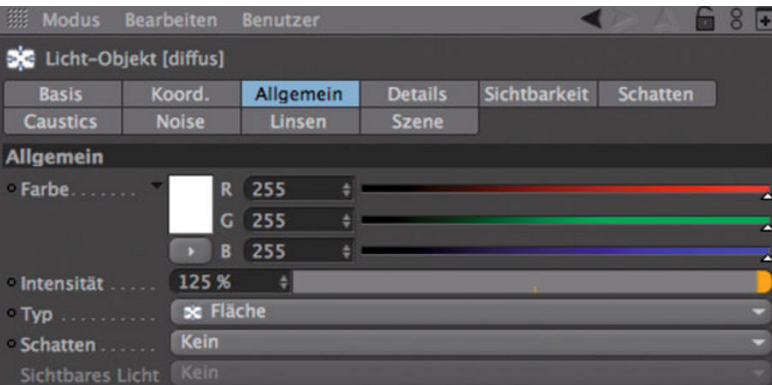 Modus Bearbeiten Benutzer
Licht-Objekt [diffus]
Basis Koord. Allgemein Details Sichtbarkeit Schatten
Caustics Noise Linsen Szene
Allgemein
Farbe....... R 255
G 255
B 255
Intensität ..... 125 %
Typ .......... Fläche
Schatten ...... Kein
Sichtbares Licht Kein